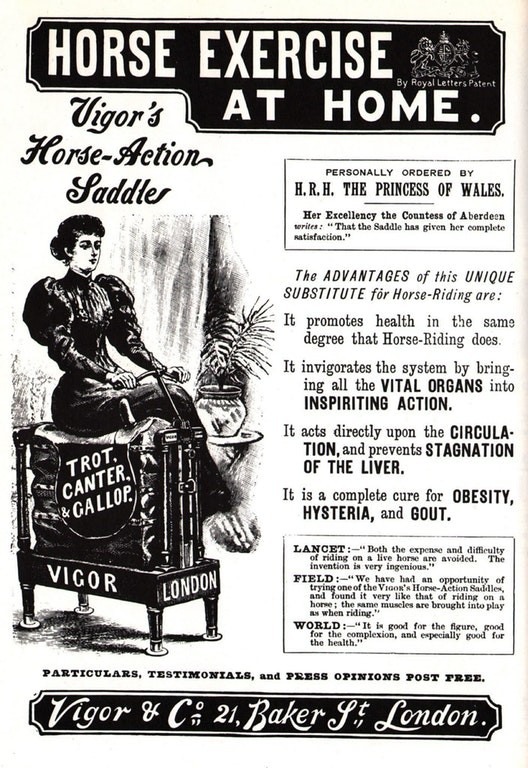 HORSE EXERCISE
By Royal Letters Patent
AT HOME.
Vigor's
Horse-Action
Saddle
PERSONALLY ORDERED BY
H.R.H. THE PRINCESS OF WALES.
Her Excellency the Countess of Aberdeen
writes: "That the Saddle has given her complete
satisfaction."
The ADVANTAGES of this UNIQUE
SUBSTITUTE for Horse-Riding are:
It promotes health in the same
degree that Horse-Riding does.
It invigorates the system by bring-
ing all the VITAL ORGANS into
INSPIRITING ACTION.
It acts directly upon the CIRCULA-
TION, and prevents STAGNATION
OF THE LIVER.
It is a complete cure for OBESITY,
HYSTERIA, and GOUT.
TROT,
CANTER,
& GALLOP.
VIGOR
LONDON
LANCET:—"Both the expense and difficulty
of riding on a live horse are avoided. The
invention is very ingenious."
FIELD:—"We have had an opportunity of
trying one of the VIGOR'S Horse-Action Saddles,
and found it very like that of riding on a
horse; the same muscles are brought into play
as when riding."
WORLD:—"It is good for the figure, good
for the complexion, and especially good for
the health."
PARTICULARS, TESTIMONIALS, and PRESS OPINIONS POST FREE.
Vigor & Co. 21, Baker St., London.